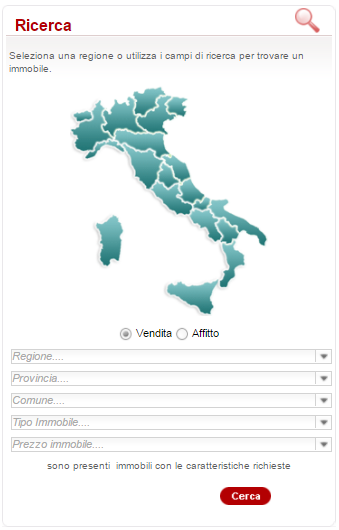 Ricerca
Seleziona una regione o utilizza i campi di ricerca per trovare un
immobile.
Vendita Affitto
Regione....
Provincia....
Comune....
Tipo Immobile....
Prezzo immobile....
sono presenti immobili con le caratteristiche richieste
Cerca